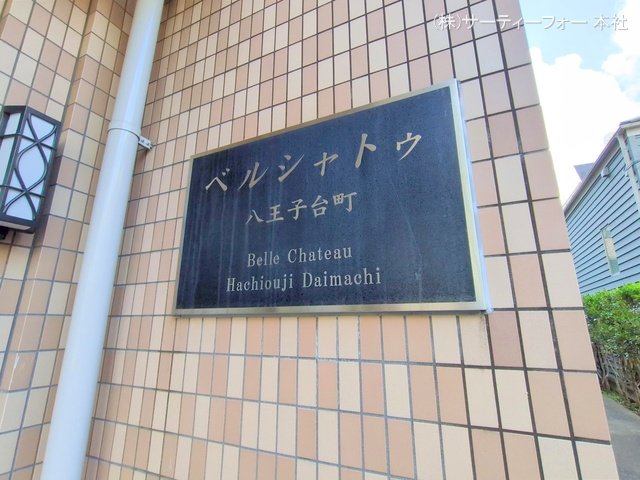 (株)サーティーフォー 本社
ベルシャトゥ
八王子台町
Belle Chateau
Hachiouji Daimachi